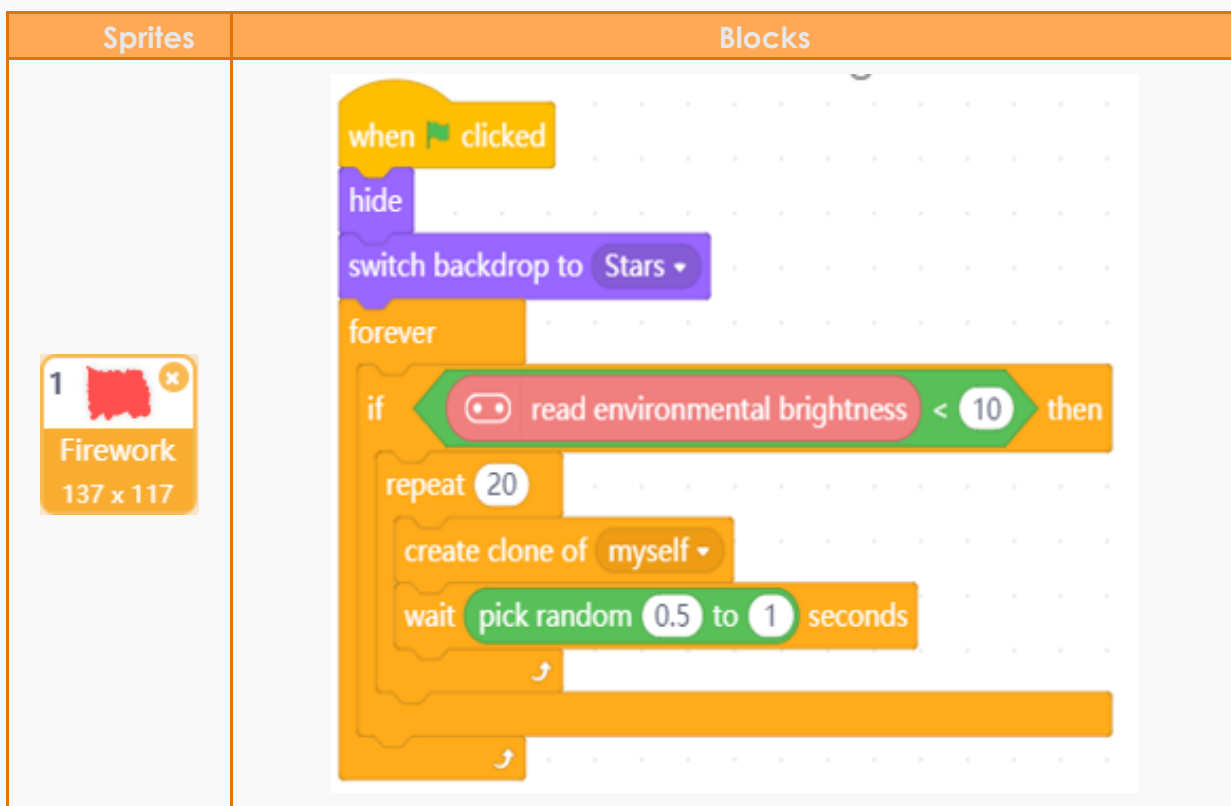 Sprites Blocks
when clicked
hide
switch backdrop to Stars
forever
if read environmental brightness < 10 then
1
repeat 20
Firework
137 x 117
create clone of myself
wait pick random 0.5 to 1 seconds